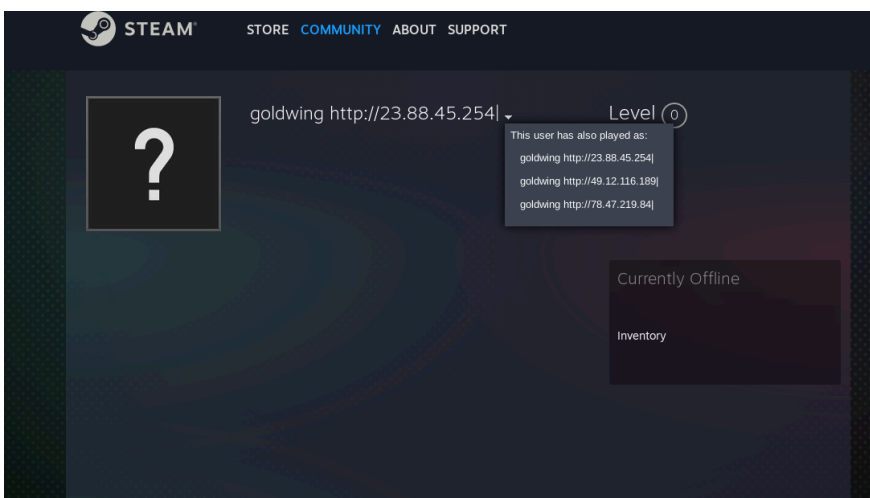 STEAM®
STORE COMMUNITY ABOUT SUPPORT
?
goldwing http://23.88.45.254|
Level 0
This user has also played as:
goldwing http://23.88.45.254|
goldwing http://49.12.116.189|
goldwing http://78.47.219.84|
Currently Offline
Inventory